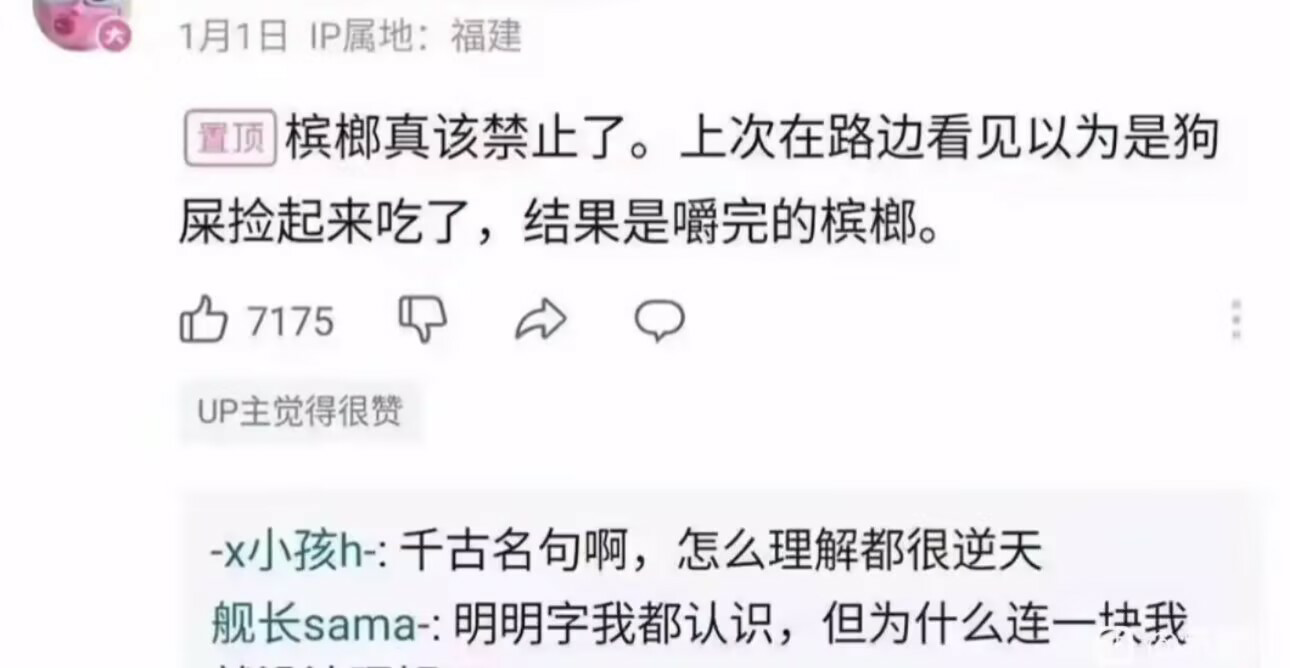 大
1月1日 IP属地：福建
置顶 槟榔真该禁止了。上次在路边看见以为是狗
屎捡起来吃了，结果是嚼完的槟榔。
7175
UP主觉得很赞
-x小孩h-: 千古名句啊，怎么理解都很逆天
舰长sama-: 明明字我都认识，但为什么连一块我